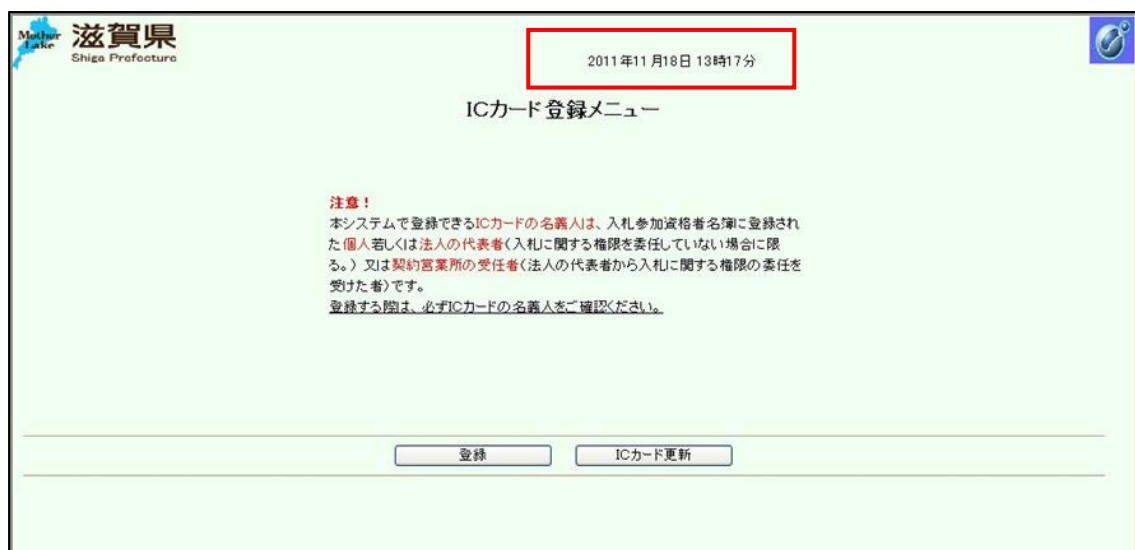 Mother Lake
滋賀県
Shiga Prefecture
2011年11月18日 13時17分
ICカード登録メニュー
注意！
本システムで登録できるICカードの名義人は、入札参加資格者名簿に登録され
た個人若しくは法人の代表者(入札に関する権限を委任していない場合に限
る。）又は契約営業所の受任者(法人の代表者から入札に関する権限の委任を
受けた者)です。
登録する際は、必ずICカードの名義人をご確認ください。
登録
ICカード更新